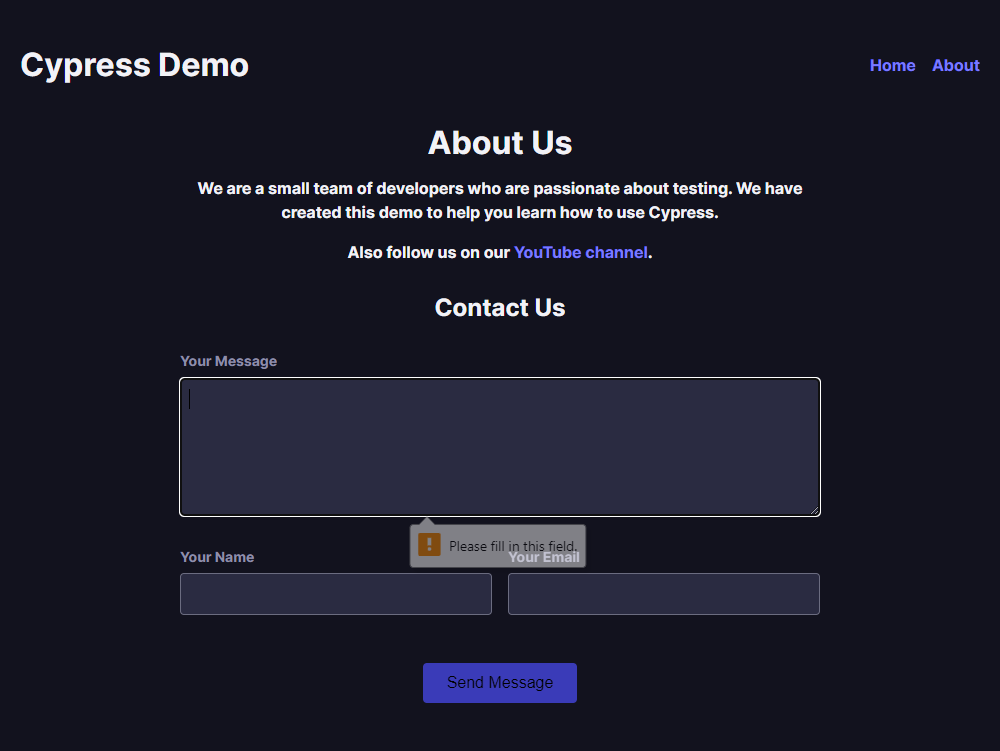 Cypress Demo
Home About
About Us
We are a small team of developers who are passionate about testing. We have
created this demo to help you learn how to use Cypress.
Also follow us on our YouTube channel.
Contact Us
Your Message
Please fill in this field.
Your Name
Your Email
Send Message